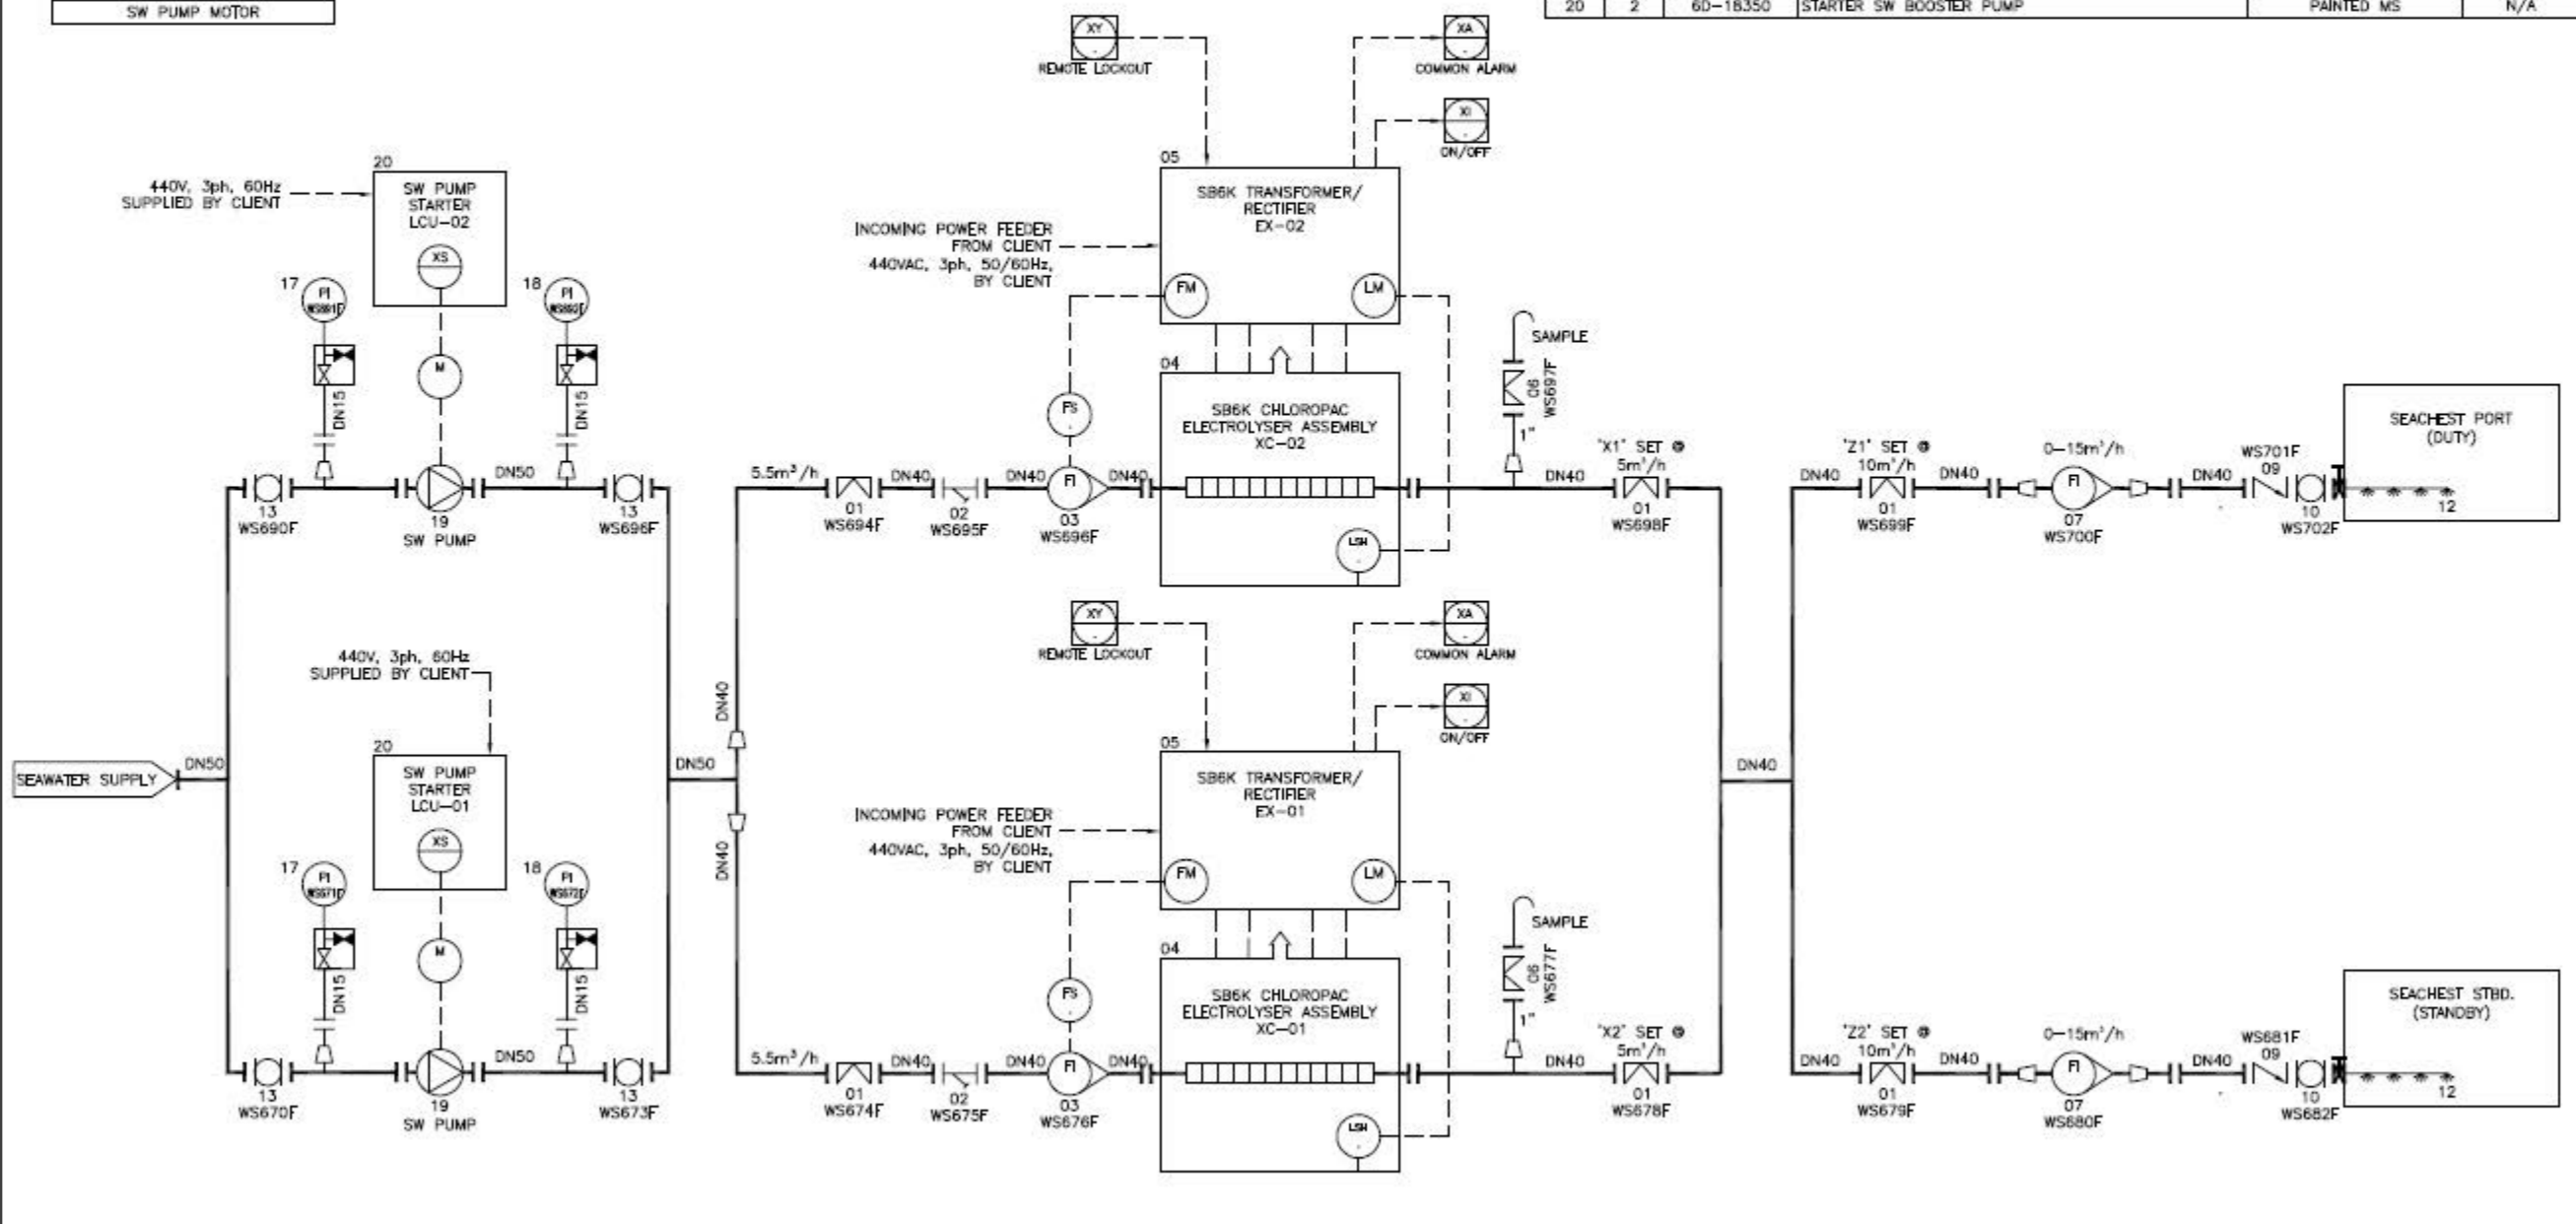 SW PUMP MOTOR
20 2 6D-18350 STARTER SW BOOSTER PUMP PAINTED MS N/A
XY
-
REMOTE LOCKOUT
XA
-
COMMON ALARM
XI
-
ON/OFF
440V, 3ph, 60Hz
SUPPLIED BY CLIENT
20
SW PUMP
STARTER
LCU-02
XS
17
PI
WS691F
18
PI
DN15
M
DN15
13
WS690F
19
SW PUMP
DN50
13
WS696F
05
SB6K TRANSFORMER/
RECTIFIER
EX-02
INCOMING POWER FEEDER
FROM CLIENT
440VAC, 3ph, 50/60Hz,
BY CLIENT
FM
LM
FS
04
SB6K CHLOROPAC
ELECTROLYSER ASSEMBLY
XC-02
LSH
5.5m³/h
01
WS694F
DN40
02
WS695F
DN40
FI
03
WS696F
DN40
SAMPLE
06
WS697F
1"
DN40
"X1" SET @
5m³/h
01
WS698F
DN40
"Z1" SET @
10m³/h
01
WS699F
DN40
0-15m³/h
FI
07
WS700F
DN40
WS701F
09
10
WS702F
12
SEACHEST PORT
(DUTY)
SEAWATER SUPPLY
DN50
DN50
DN40
DN40
DN40
440V, 3ph, 60Hz
SUPPLIED BY CLIENT
20
SW PUMP
STARTER
LCU-01
XS
17
PI
WS671F
18
PI
WS672F
DN15
M
DN15
13
WS670F
19
SW PUMP
DN50
13
WS673F
XY
-
REMOTE LOCKOUT
XA
-
COMMON ALARM
XI
-
ON/OFF
05
SB6K TRANSFORMER/
RECTIFIER
EX-01
INCOMING POWER FEEDER
FROM CLIENT
440VAC, 3ph, 50/60Hz,
BY CLIENT
FM
LM
FS
04
SB6K CHLOROPAC
ELECTROLYSER ASSEMBLY
XC-01
LSH
5.5m³/h
01
WS674F
DN40
02
WS675F
DN40
FI
03
WS676F
DN40
SAMPLE
06
WS677F
1"
DN40
"X2" SET @
5m³/h
01
WS678F
DN40
"Z2" SET @
10m³/h
01
WS679F
DN40
0-15m³/h
FI
07
WS680F
DN40
WS681F
09
10
WS682F
12
SEACHEST STBD.
(STANDBY)